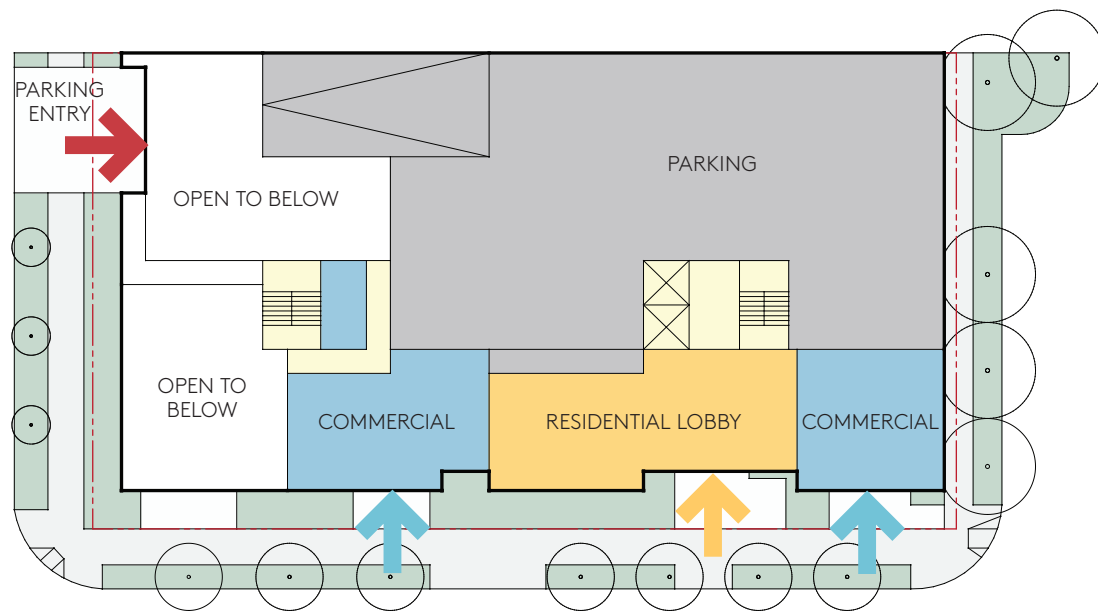 PARKING
ENTRY
PARKING
OPEN TO BELOW
OPEN TO
BELOW
COMMERCIAL
RESIDENTIAL LOBBY
COMMERCIAL